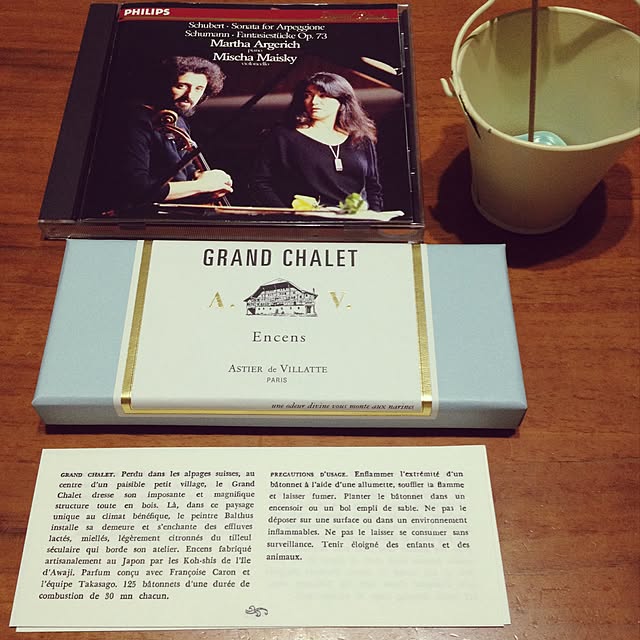 PHILIPS
Schubert · Sonata for Arpeggione
Schumann · Fantasiestücke Op. 73
Martha Argerich
piano
Mischa Maisky
violoncello
GRAND CHALET
A. V.
Encens
ASTIER de VILLATTE
PARIS
une odeur divine vous monte aux narines
GRAND CHALET. Perdu dans les alpages suisses, au
centre d'un paisible petit village, le Grand
Chalet dresse son imposante et magnifique
structure toute en bois. Là, dans ce paysage
unique au climat bénéfique, le peintre Balthus
installe sa demeure et s'enchante des effluves
lactés, miellés, légèrement citronnés du tilleul
séculaire qui borde son atelier. Encens fabriqué
artisanalement au Japon par les Koh-shis de l'île
d'Awaji. Parfum conçu avec Françoise Caron et
l'équipe Takasago. 125 bâtonnets d'une durée de
combustion de 30 mn chacun.
PRECAUTIONS D'USAGE. Enflammer l'extrémité d'un
bâtonnet à l'aide d'une allumette, souffler la flamme
et laisser fumer. Planter le bâtonnet dans un
encensoir ou un bol empli de sable. Ne pas le
déposer sur une surface ou dans un environnement
inflammables. Ne pas le laisser se consumer sans
surveillance. Tenir éloigné des enfants et des
animaux.